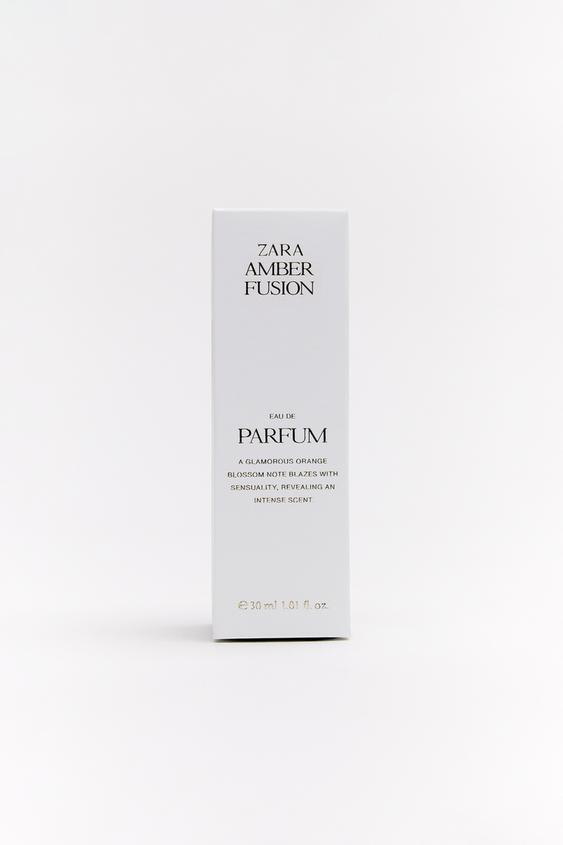 ZARA
AMBER
FUSION
EAU DE
PARFUM
A GLAMOROUS ORANGE
BLOSSOM NOTE BLAZES WITH
SENSUALITY, REVEALING AN
INTENSE SCENT.
℮ 30 ml 1.01 fl. oz.